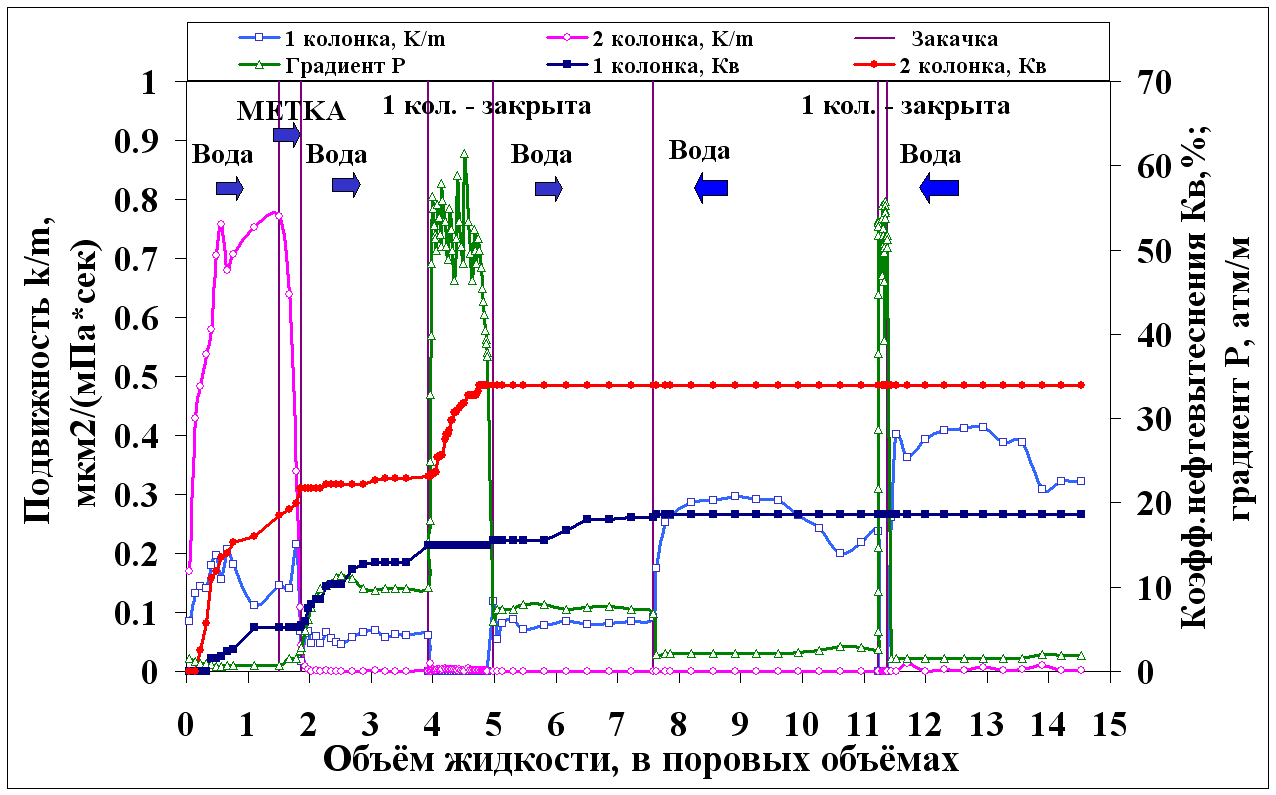 1 колонка, K/m 2 колонка, K/m Закачка
Градиент Р 1 колонка, Кв 2 колонка, Кв
1 70
МЕТКА 1 кол. - закрыта 1 кол. - закрыта
0.9 60
Вода Вода Вода Вода Вода
0.8
0.7 50
0.6 40
0.5
0.4 30
0.3 20
0.2
0.1 10
0 0
Подвижность k/m,
мкм2/(мПа*сек)
Коэфф.нефтевытеснения Кв,%;
градиент Р, атм/м
0 1 2 3 4 5 6 7 8 9 10 11 12 13 14 15
Объём жидкости, в поровых объёмах